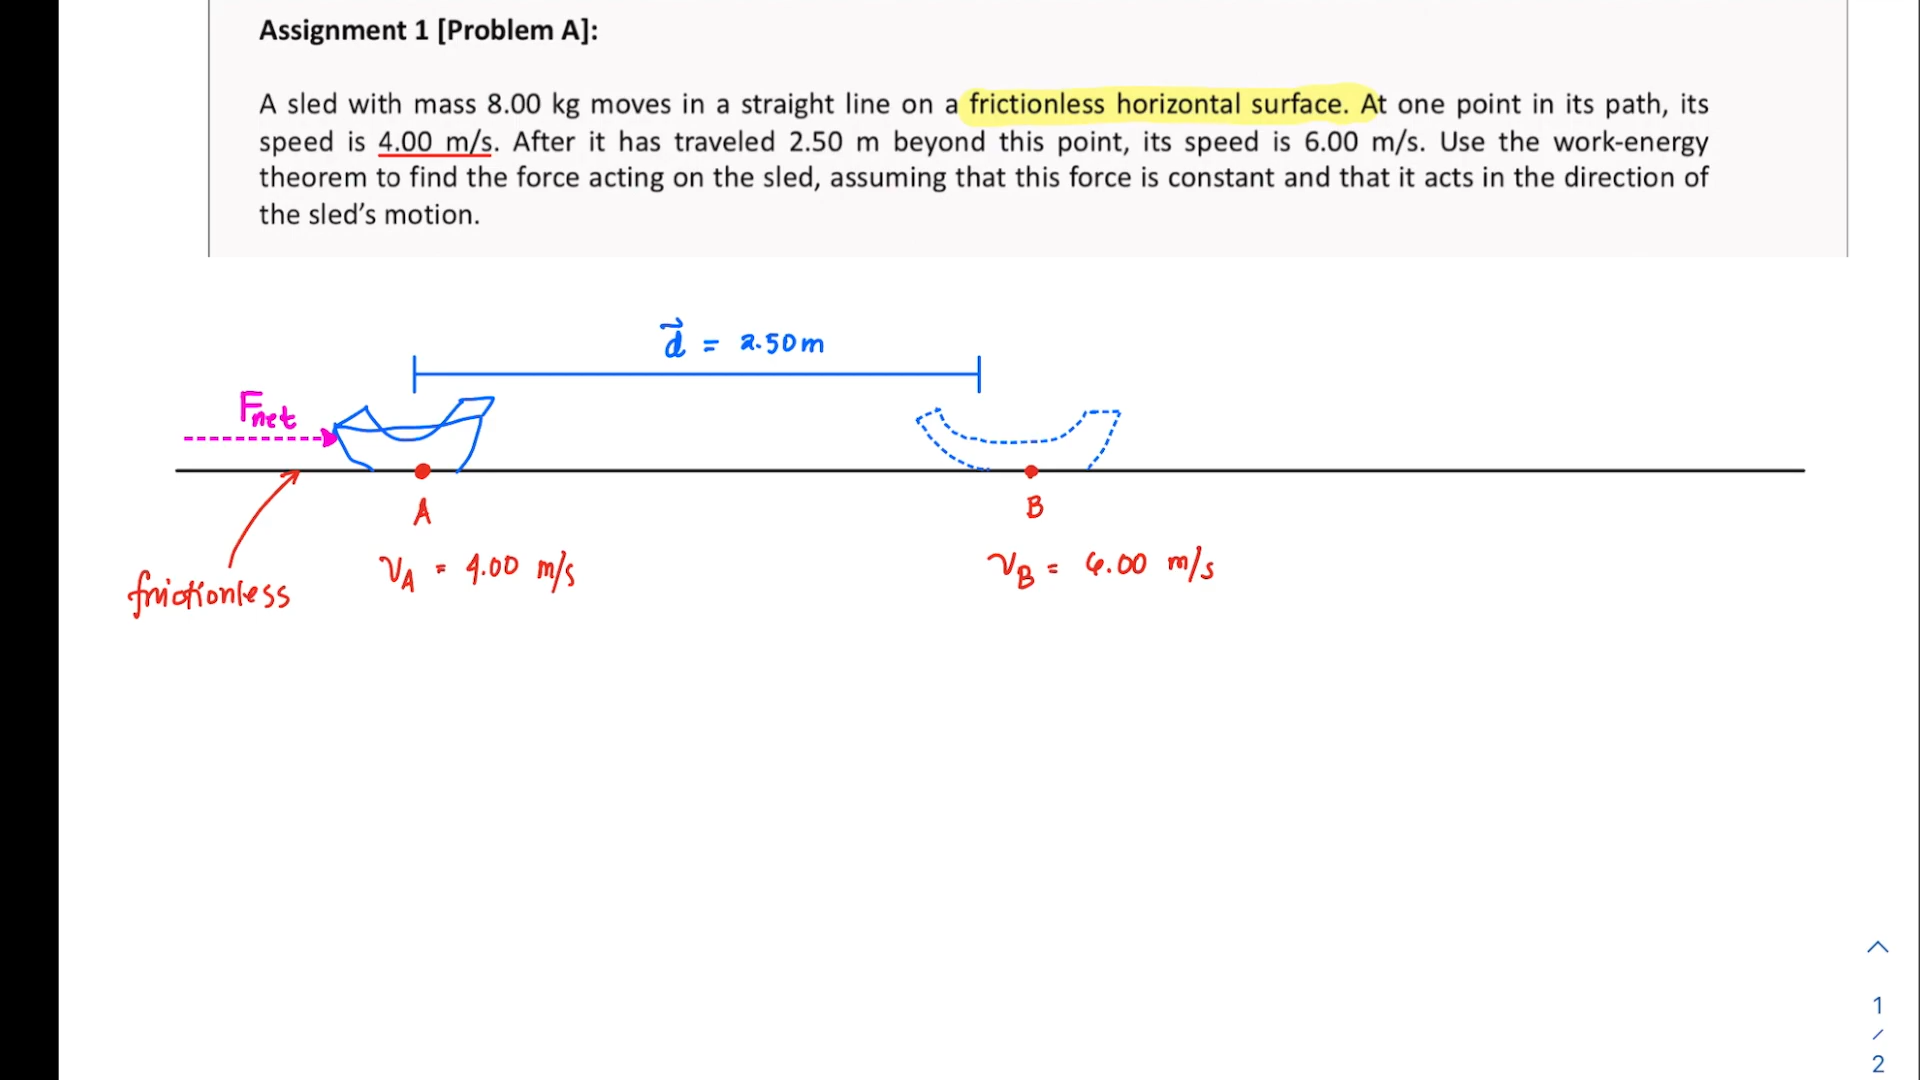 Assignment 1 [Problem A]:
A sled with mass 8.00 kg moves in a straight line on a frictionless horizontal surface. At one point in its path, its
speed is 4.00 m/s. After it has traveled 2.50 m beyond this point, its speed is 6.00 m/s. Use the work-energy
theorem to find the force acting on the sled, assuming that this force is constant and that it acts in the direction of
the sled’s motion.
d⃗ = 2.50 m
Fnet
A
B
frictionless
vA = 4.00 m/s
vB = 6.00 m/s
1
/
2